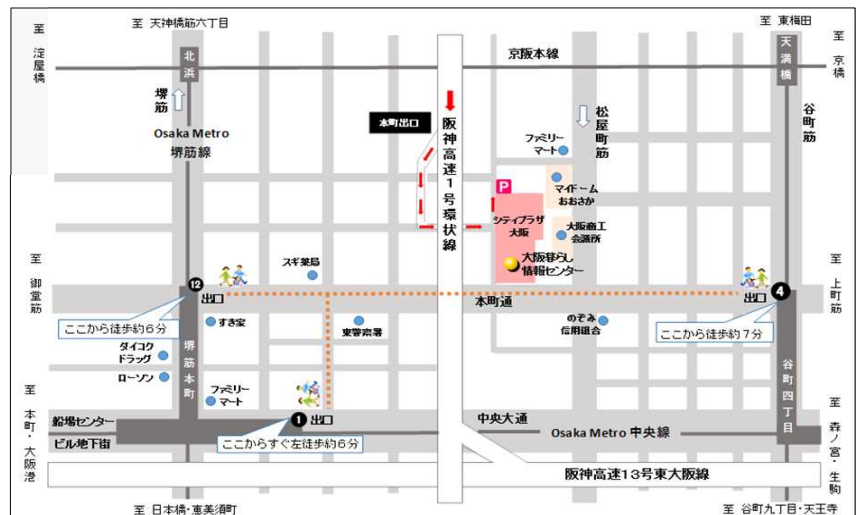 至 天神橋筋六丁目
至 東梅田
至 淀屋橋
北浜
京阪本線
天満橋
至 京橋
堺筋
Osaka Metro
堺筋線
本町出口
阪神高速1号環状線
松屋町筋
谷町筋
ファミリー
マート
P
マイドーム
おおさか
シティプラザ
大阪
大阪商工
会議所
大阪暮らし
情報センター
スギ薬局
至 御堂筋
12
出口
本町通
出口
4
至 上町筋
ここから徒歩約6分
すき家
東警察署
のぞみ
信用組合
ここから徒歩約7分
ダイコク
ドラッグ
ローソン
堺筋本町
ファミリー
マート
谷町四丁目
至 本町・大阪港
船場センター
ビル地下街
1
出口
ここからすぐ左徒歩約6分
中央大通
Osaka Metro 中央線
至 森ノ宮・生駒
阪神高速13号東大阪線
至 日本橋・恵美須町
至 谷町九丁目・天王寺